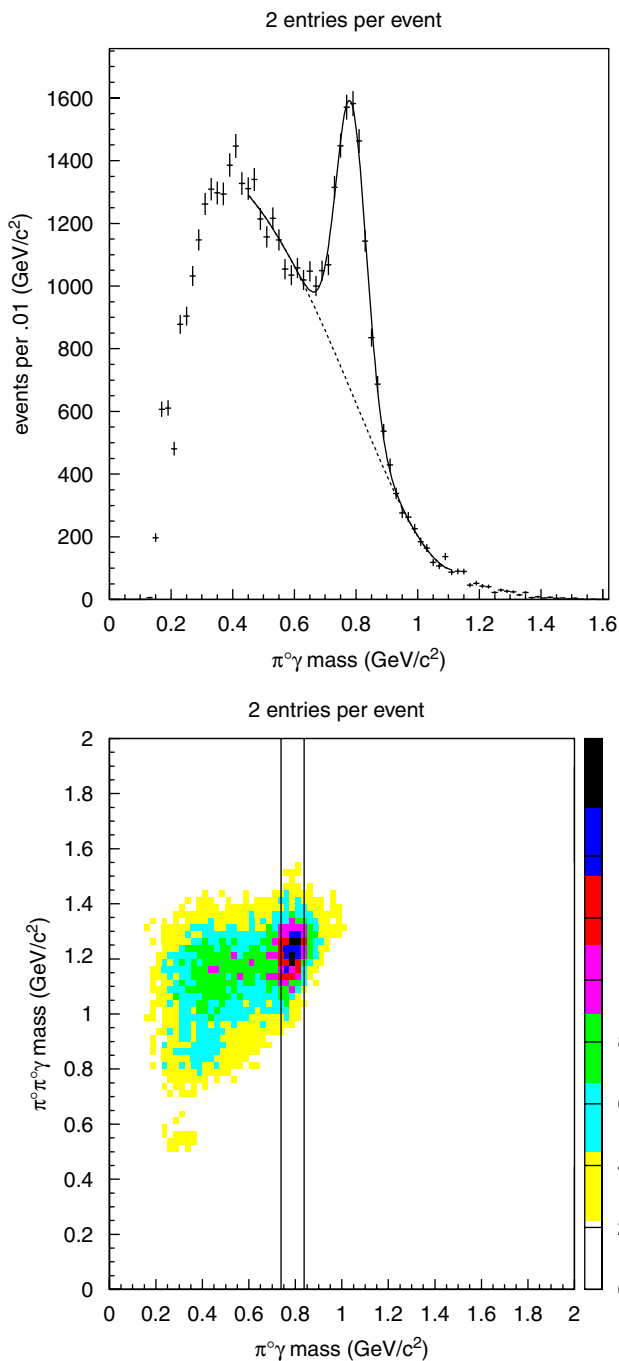 2 entries per event
events per .01 (GeV/c²)
1600
1400
1200
1000
800
600
400
200
0
0 0.2 0.4 0.6 0.8 1 1.2 1.4 1.6
π°γ mass (GeV/c²)
2 entries per event
π°π°γ mass (GeV/c²)
2
1.8
1.6
1.4
1.2
1
0.8
0.6
0.4
0.2
0
0 0.2 0.4 0.6 0.8 1 1.2 1.4 1.6 1.8 2
π°γ mass (GeV/c²)